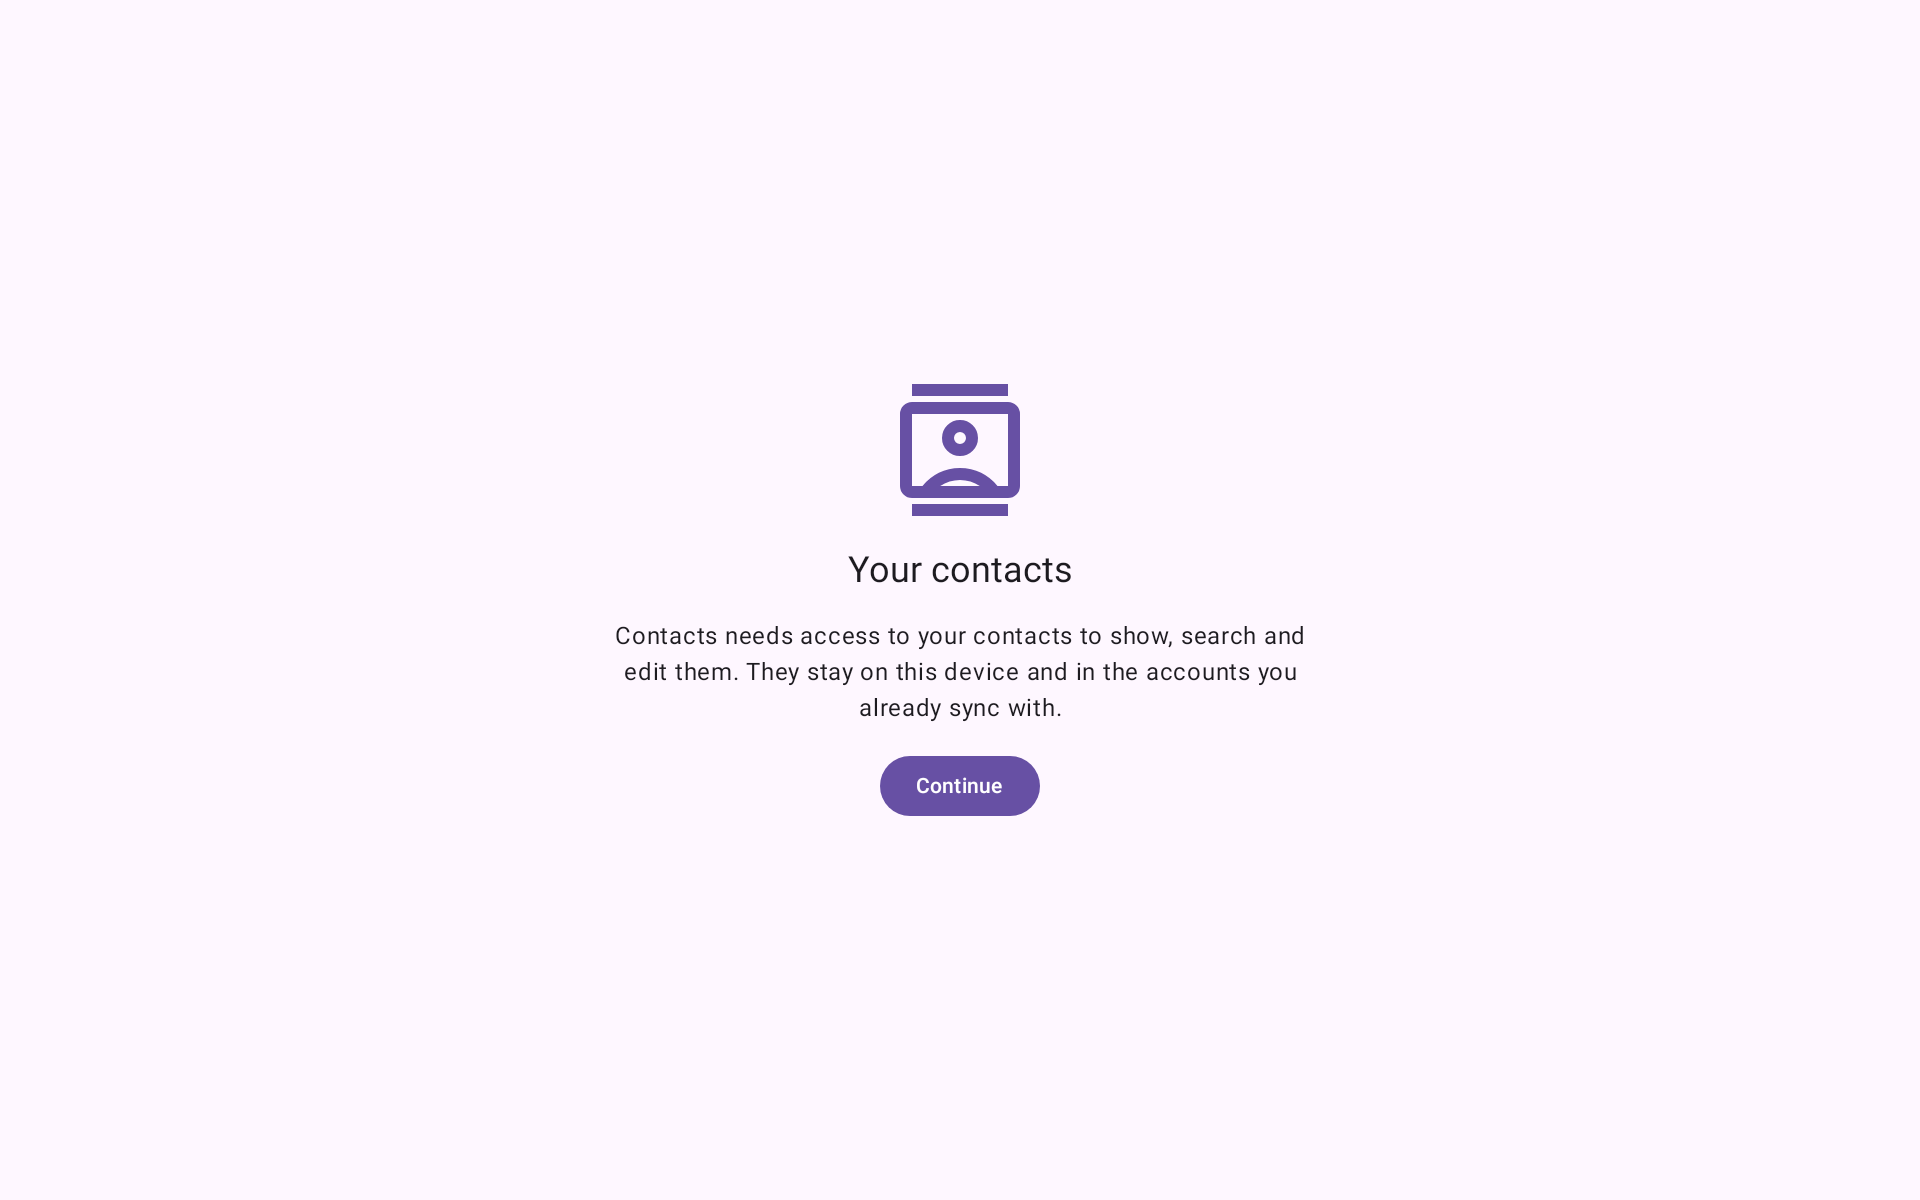 Your contacts
Contacts needs access to your contacts to show, search and
edit them. They stay on this device and in the accounts you
already sync with.
Continue